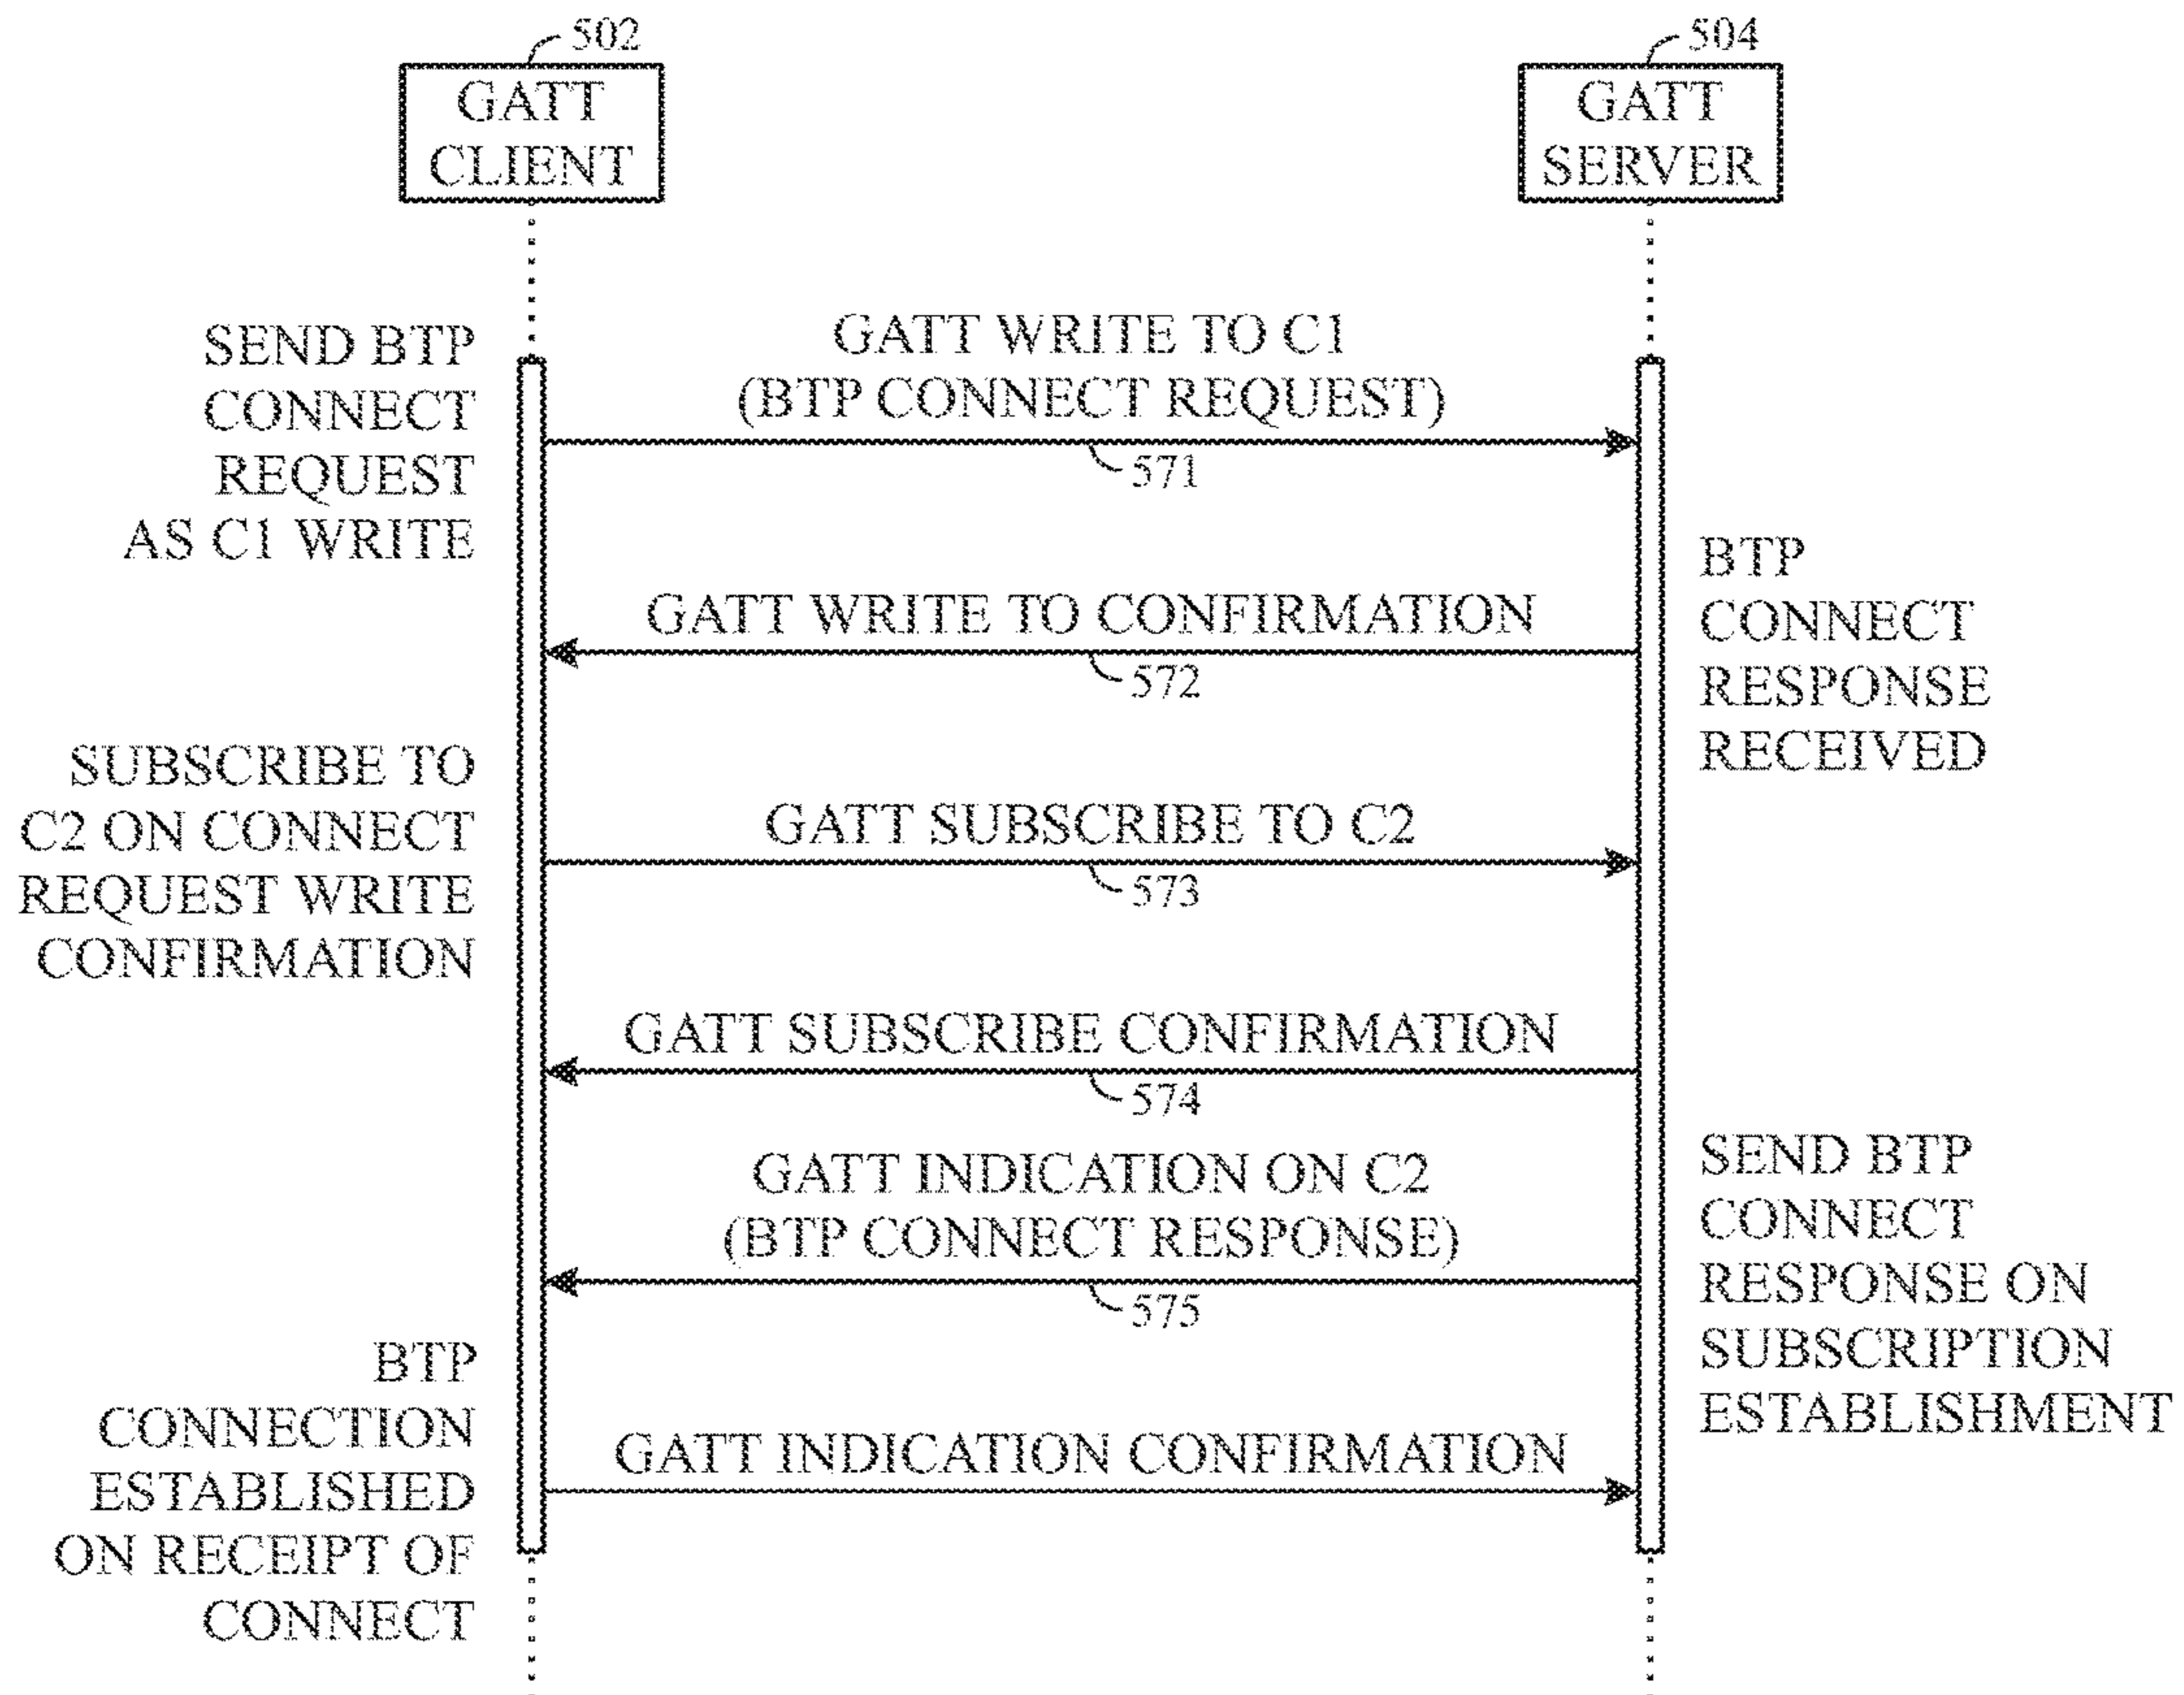 502
GATT
CLIENT
504
GATT
SERVER
SEND BTP
CONNECT
REQUEST
AS C1 WRITE
GATT WRITE TO C1
(BTP CONNECT REQUEST)
571
BTP
CONNECT
RESPONSE
RECEIVED
GATT WRITE TO CONFIRMATION
572
SUBSCRIBE TO
C2 ON CONNECT
REQUEST WRITE
CONFIRMATION
GATT SUBSCRIBE TO C2
573
GATT SUBSCRIBE CONFIRMATION
574
GATT INDICATION ON C2
(BTP CONNECT RESPONSE)
575
SEND BTP
CONNECT
RESPONSE ON
SUBSCRIPTION
ESTABLISHMENT
BTP
CONNECTION
ESTABLISHED
ON RECEIPT OF
CONNECT
GATT INDICATION CONFIRMATION